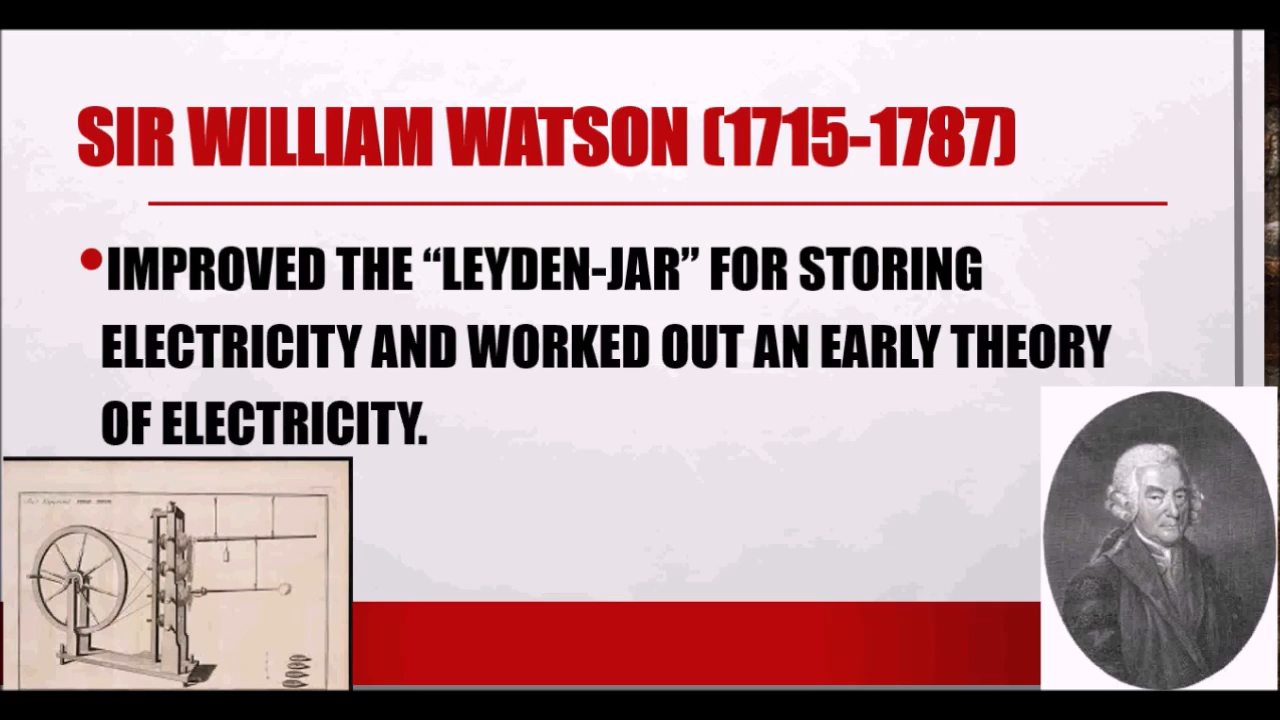 SIR WILLIAM WATSON (1715-1787)
•IMPROVED THE “LEYDEN-JAR” FOR STORING
ELECTRICITY AND WORKED OUT AN EARLY THEORY
OF ELECTRICITY.